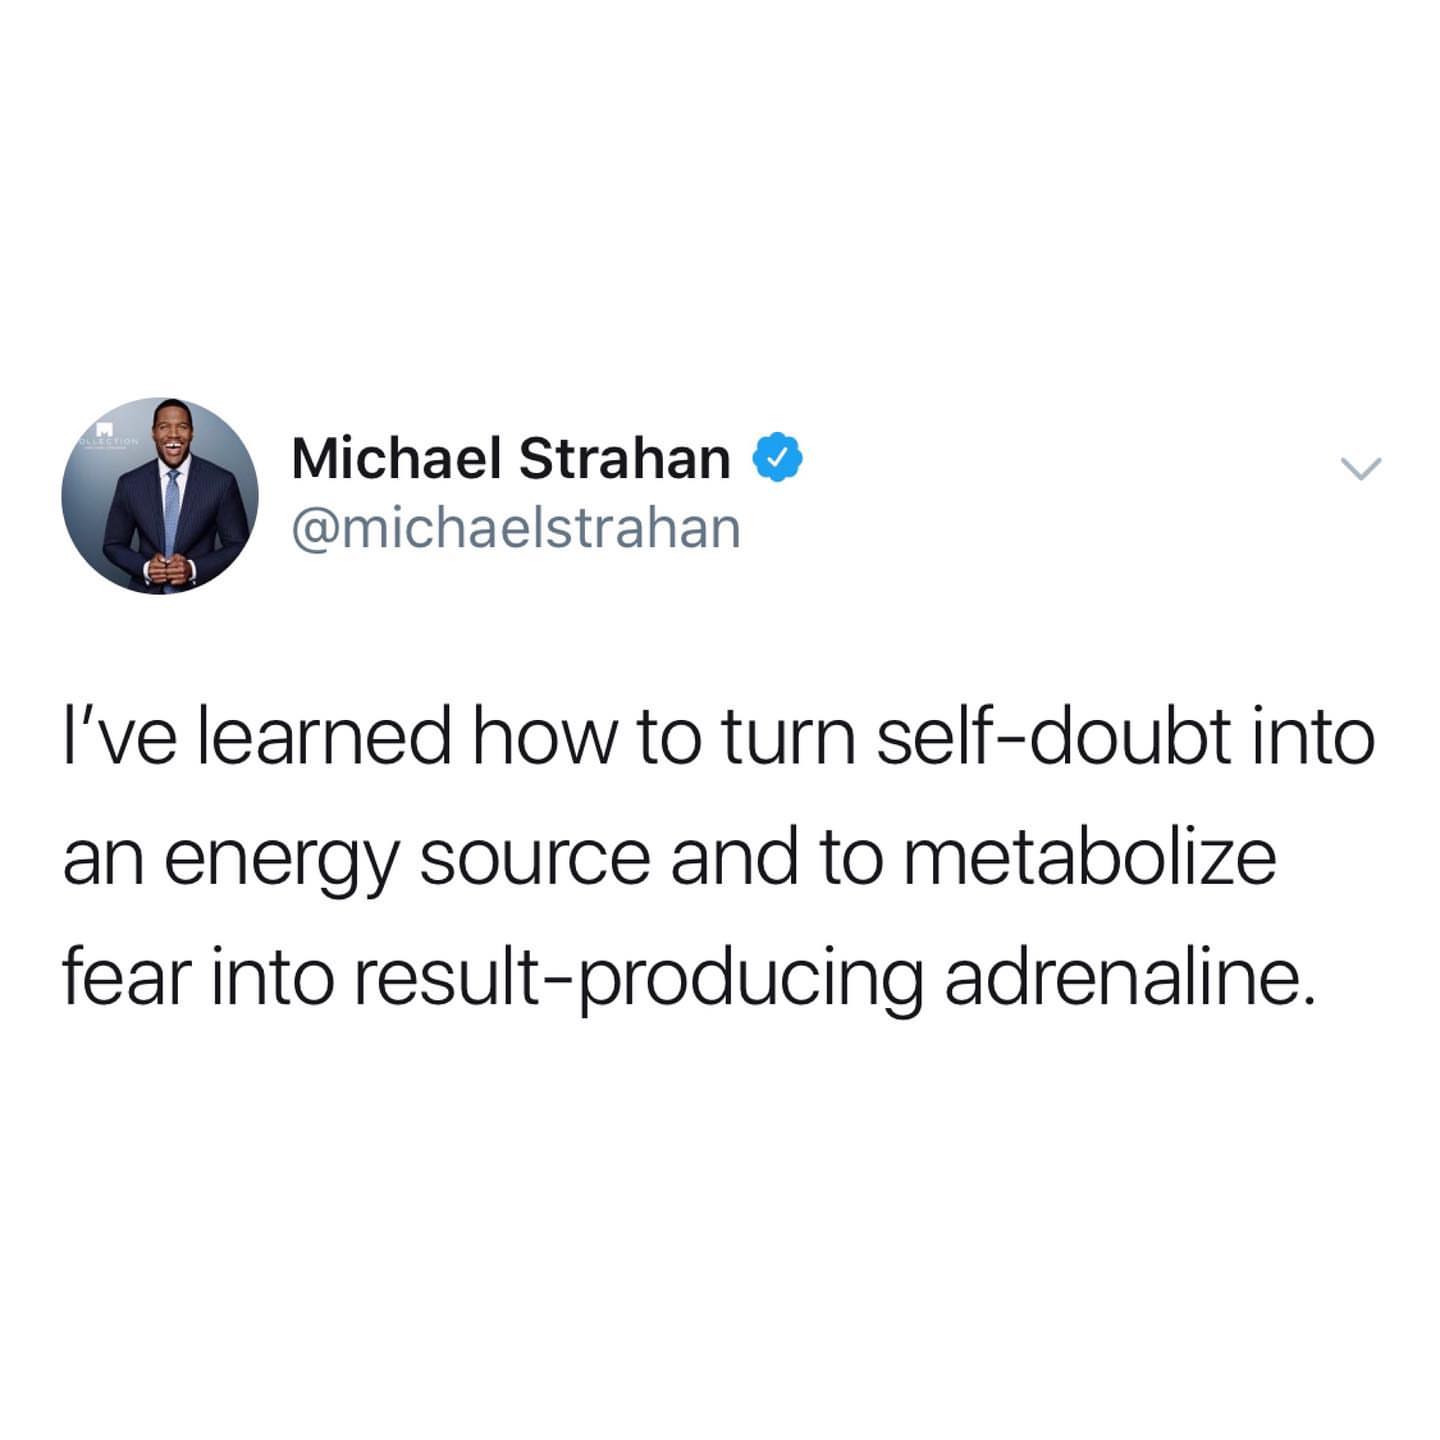 OLLECTION
Michael Strahan
@michaelstrahan
I’ve learned how to turn self-doubt into
an energy source and to metabolize
fear into result-producing adrenaline.